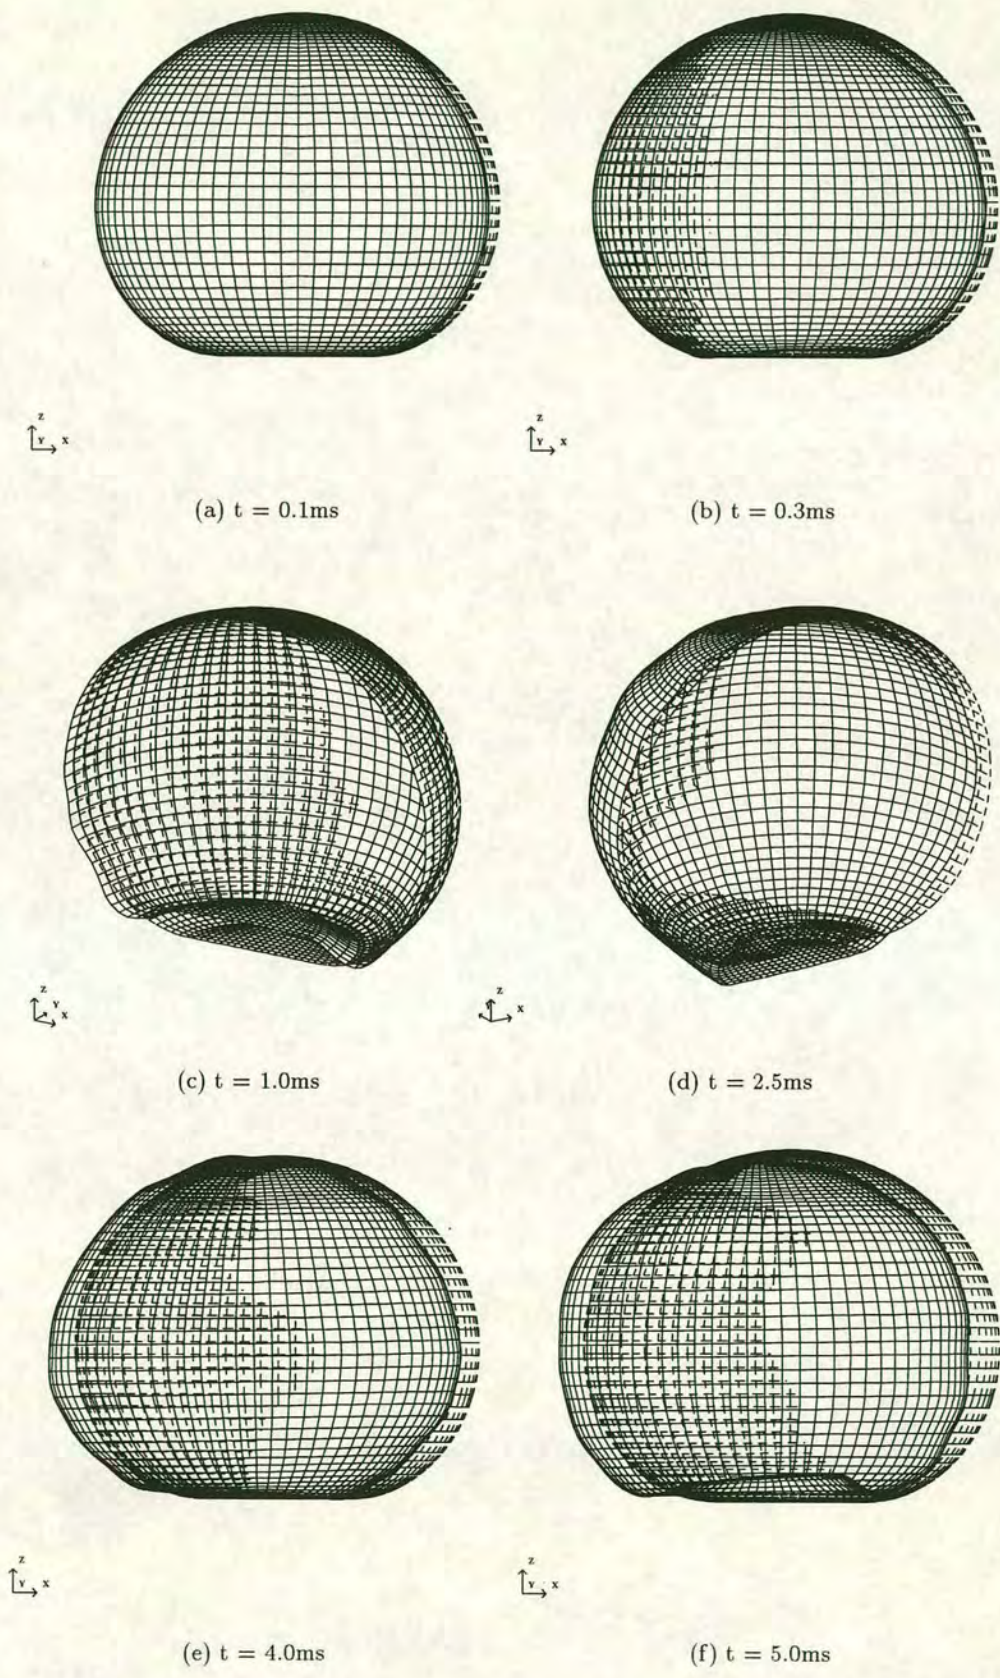 Z
Y X
Z
Y X
(a) t = 0.1ms
(b) t = 0.3ms
Z
Y
X
Z
X
(c) t = 1.0ms
(d) t = 2.5ms
Z
Y X
Z
Y X
(e) t = 4.0ms
(f) t = 5.0ms